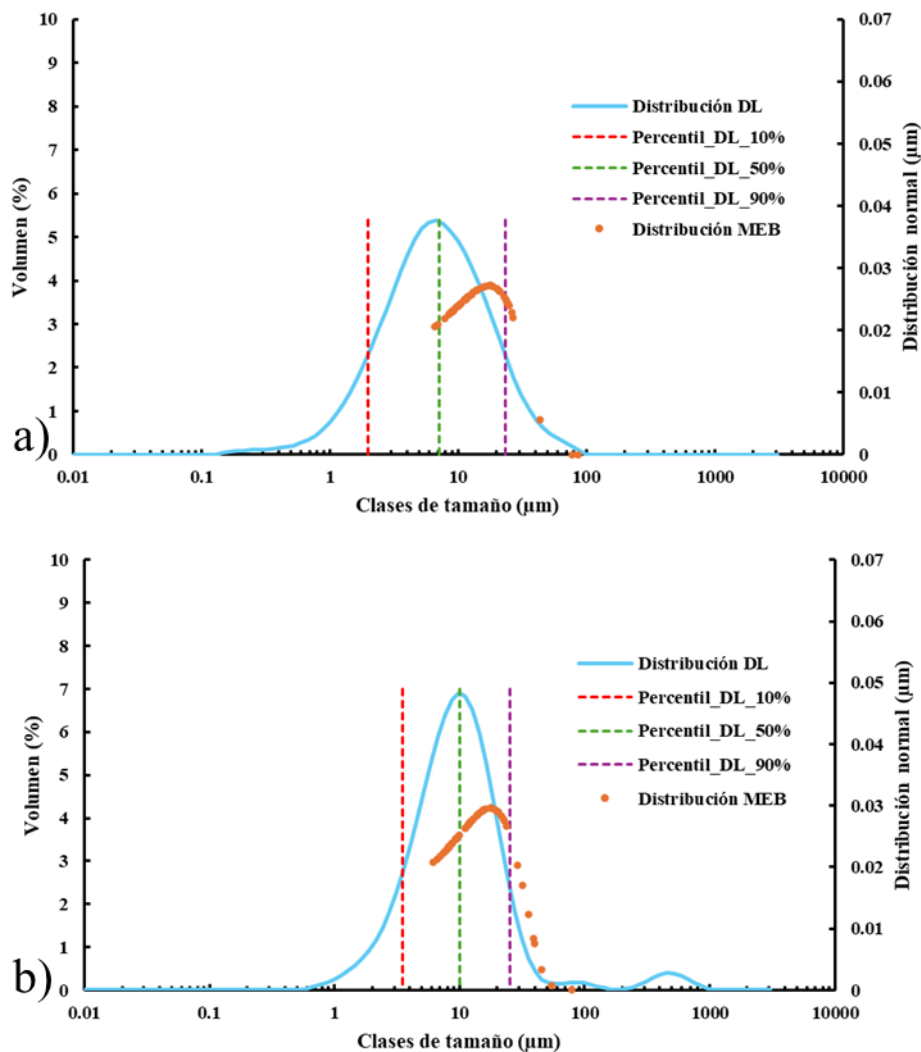 a)
Volumen (%)
10
9
8
7
6
5
4
3
2
1
0
0.01 0.1 1 10 100 1000 10000
Clases de tamaño (µm)
0.07
0.06
0.05
0.04
0.03
0.02
0.01
0
Distribución normal (µm)
Distribución DL
Percentil_DL_10%
Percentil_DL_50%
Percentil_DL_90%
Distribución MEB
b)
Volumen (%)
10
9
8
7
6
5
4
3
2
1
0
0.01 0.1 1 10 100 1000 10000
Clases de tamaño (µm)
0.07
0.06
0.05
0.04
0.03
0.02
0.01
0
Distribución normal (µm)
Distribución DL
Percentil_DL_10%
Percentil_DL_50%
Percentil_DL_90%
Distribución MEB